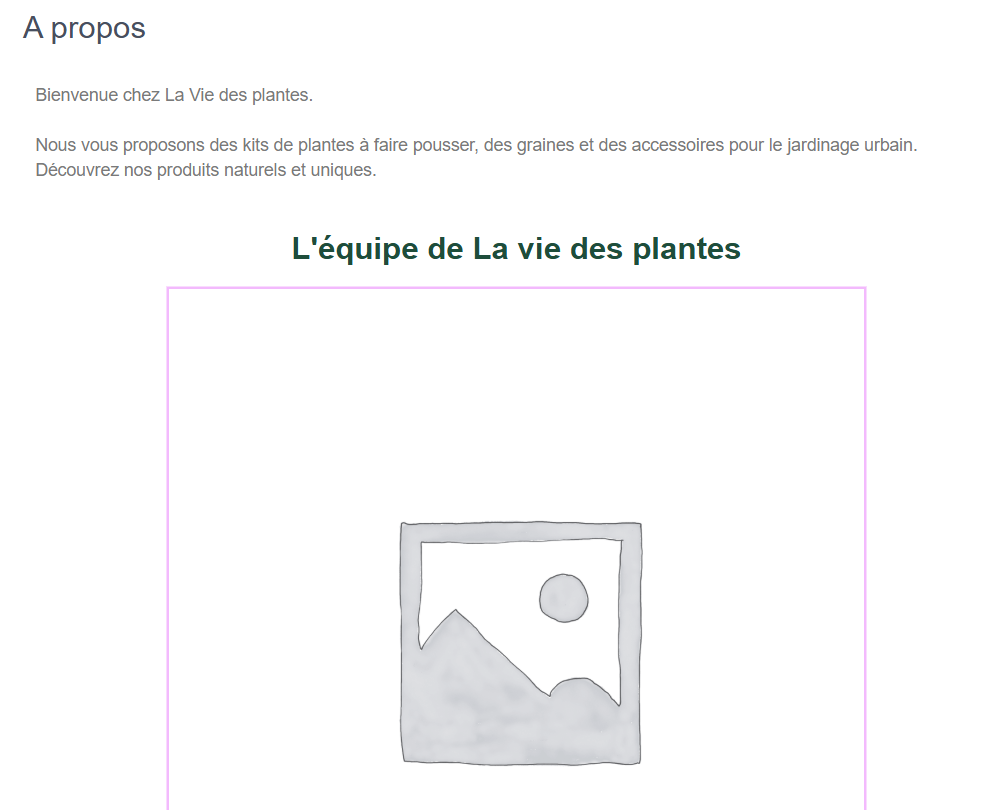 A propos
Bienvenue chez La Vie des plantes.
Nous vous proposons des kits de plantes à faire pousser, des graines et des accessoires pour le jardinage urbain.
Découvrez nos produits naturels et uniques.
L'équipe de La vie des plantes